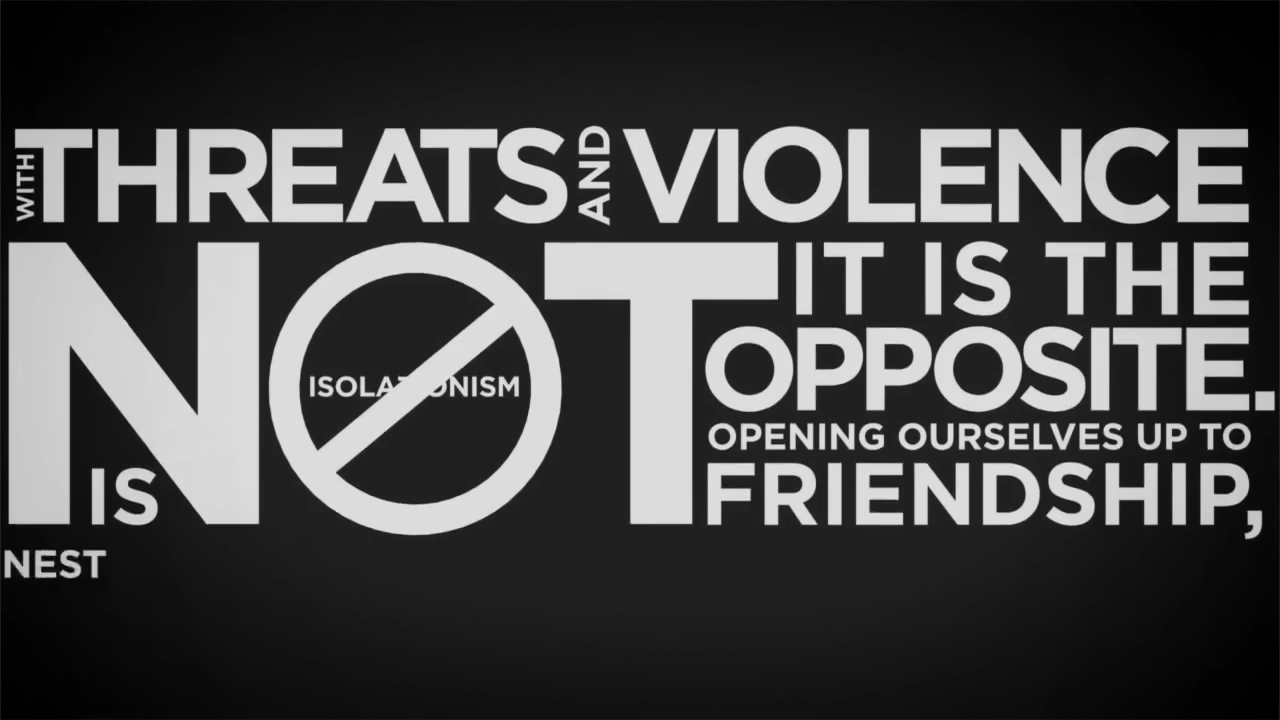 WITH THREATS AND VIOLENCE
IS NOT
ISOLATIONISM
IT IS THE
OPPOSITE.
OPENING OURSELVES UP TO
FRIENDSHIP,
NEST